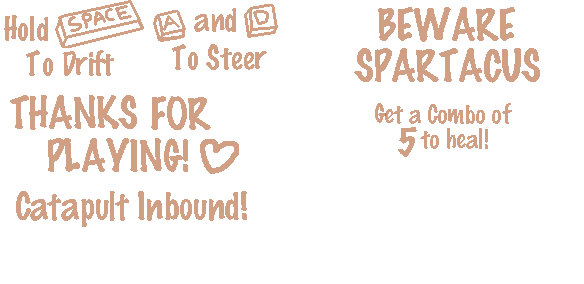 Hold SPACE
To Drift
A and D
To Steer
THANKS FOR
PLAYING!
Catapult Inbound!
BEWARE
SPARTACUS
Get a Combo of
5 to heal!